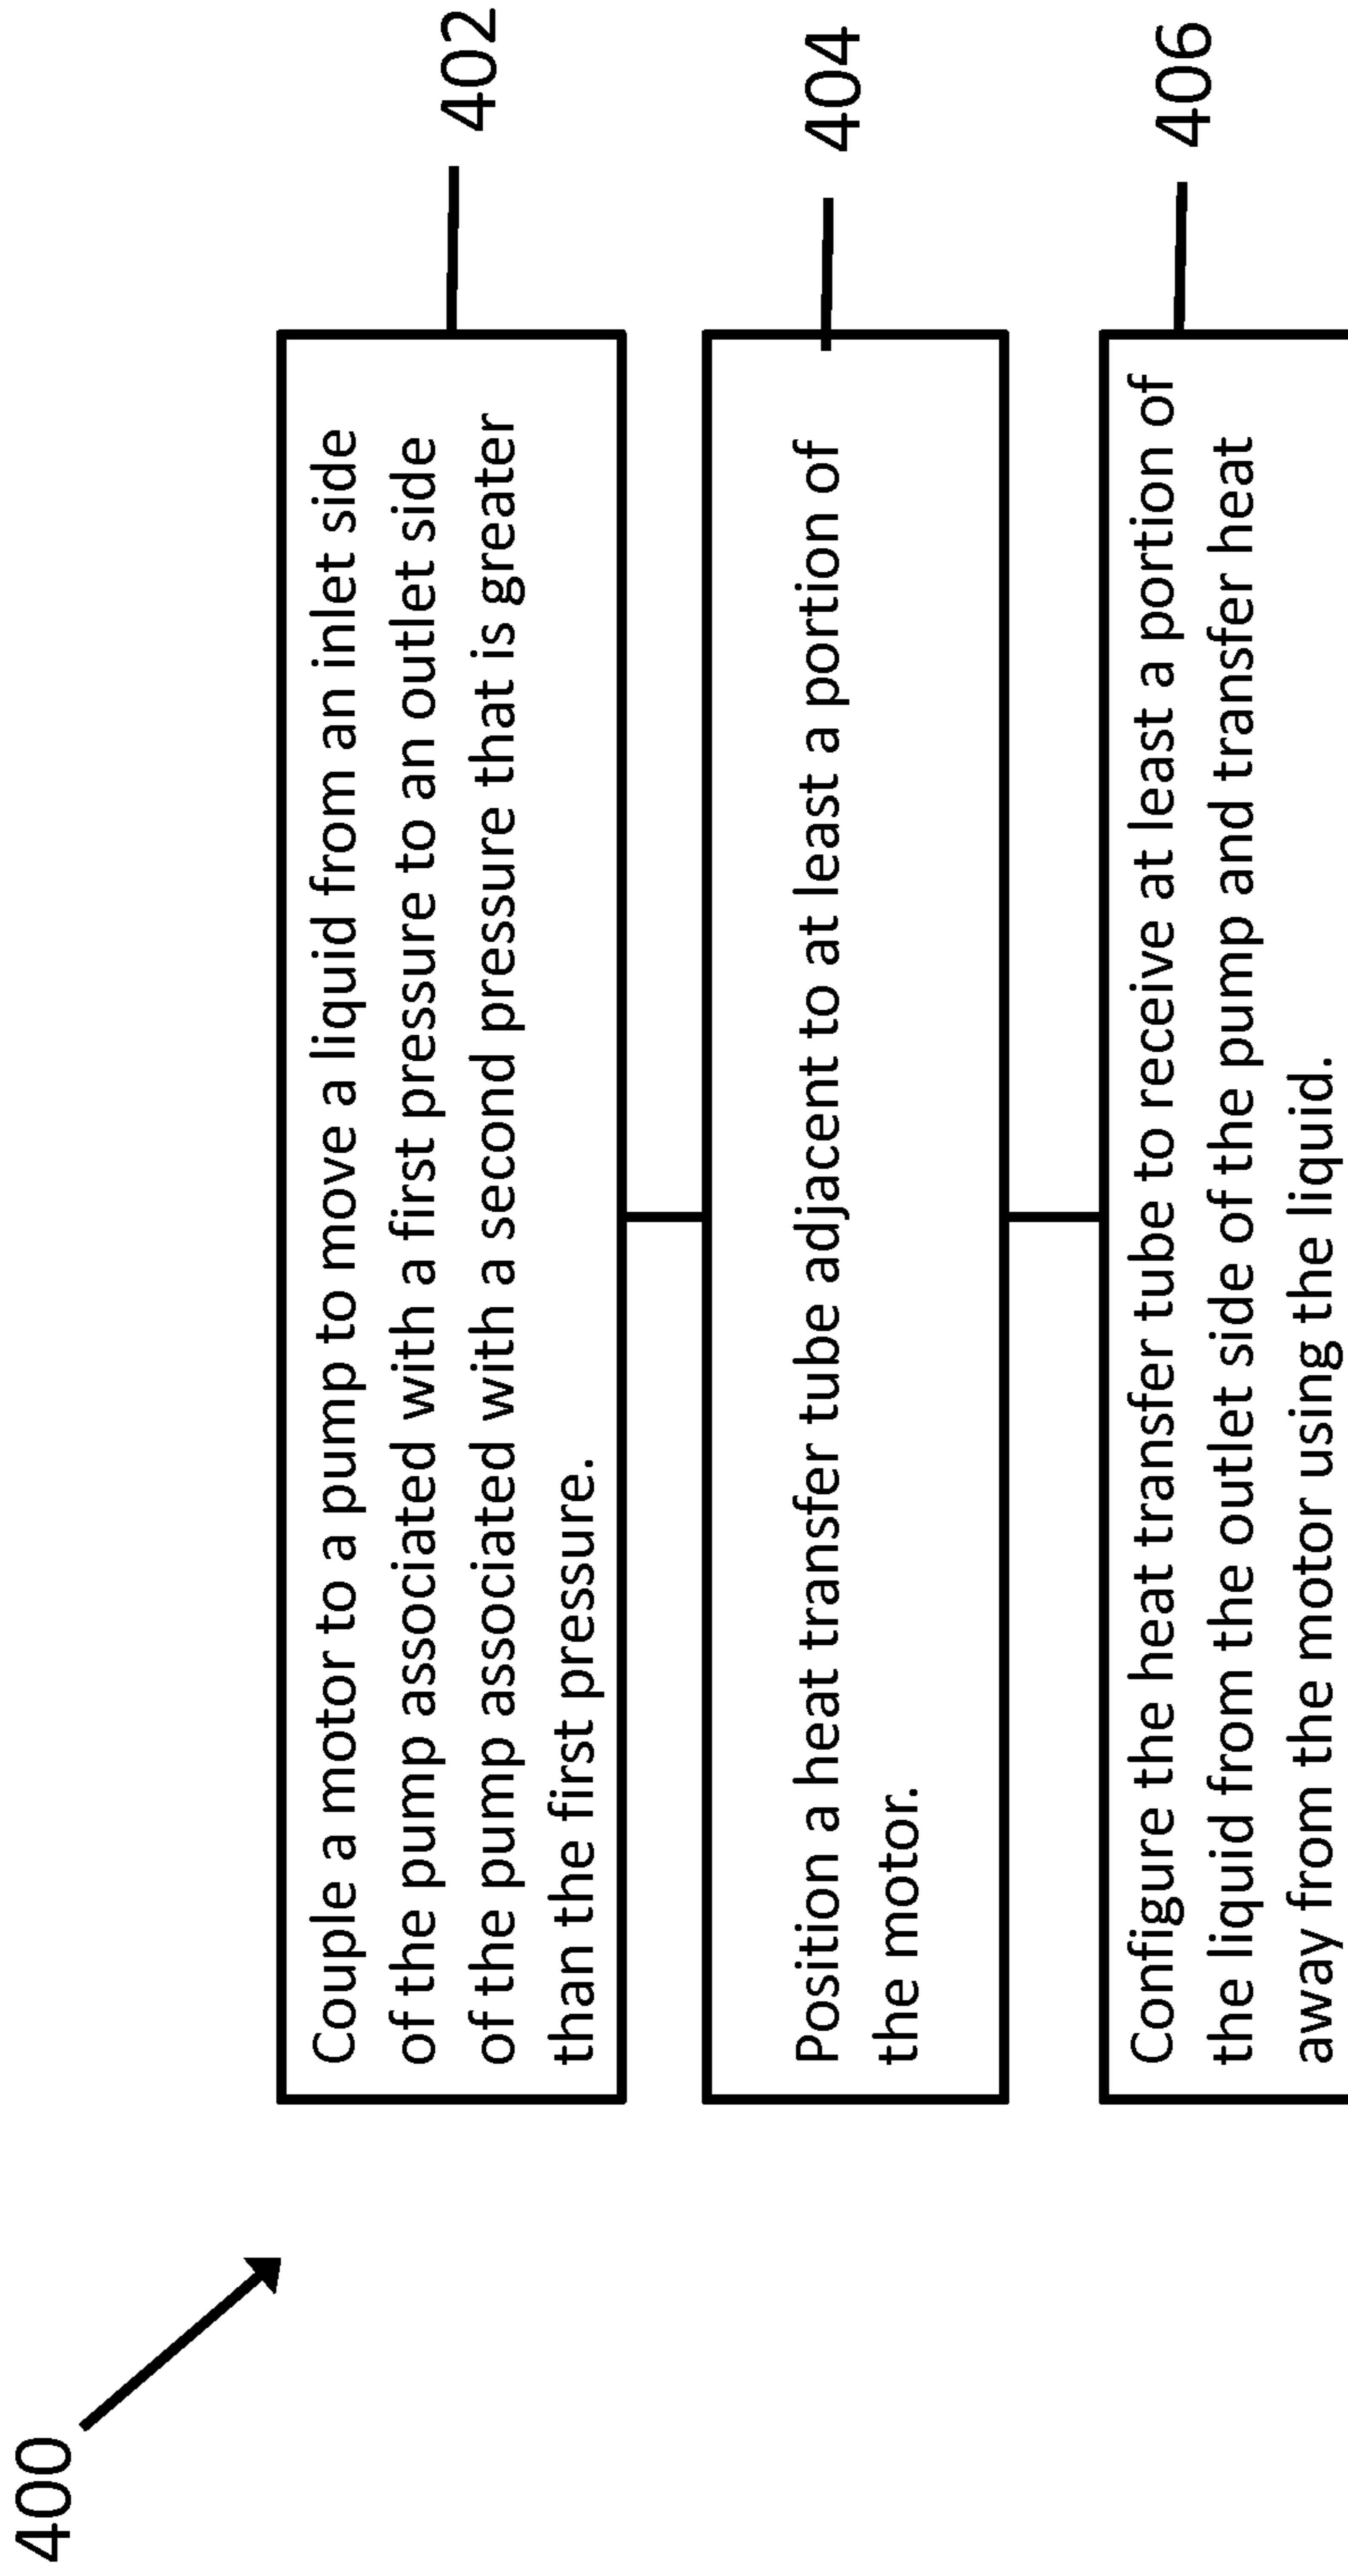 400
Couple a motor to a pump to move a liquid from an inlet side
of the pump associated with a first pressure to an outlet side
of the pump associated with a second pressure that is greater
than the first pressure.
402
Position a heat transfer tube adjacent to at least a portion of
the motor.
404
Configure the heat transfer tube to receive at least a portion of
the liquid from the outlet side of the pump and transfer heat
away from the motor using the liquid.
406